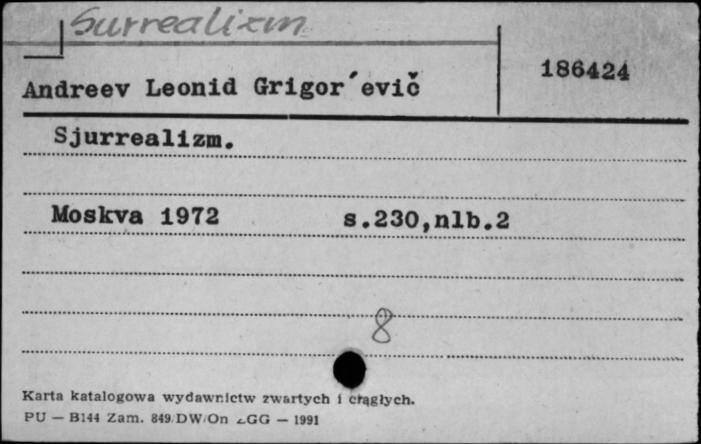 Surrealizm
Andreev Leonid Grigor´evič 186424
Sjurrealizm.
Moskva 1972 s.230,nlb.2
8
Karta katalogowa wydawnictw zwartych i ciągłych.
PU — B144 Zam. 849/DW/On ZGG — 1991